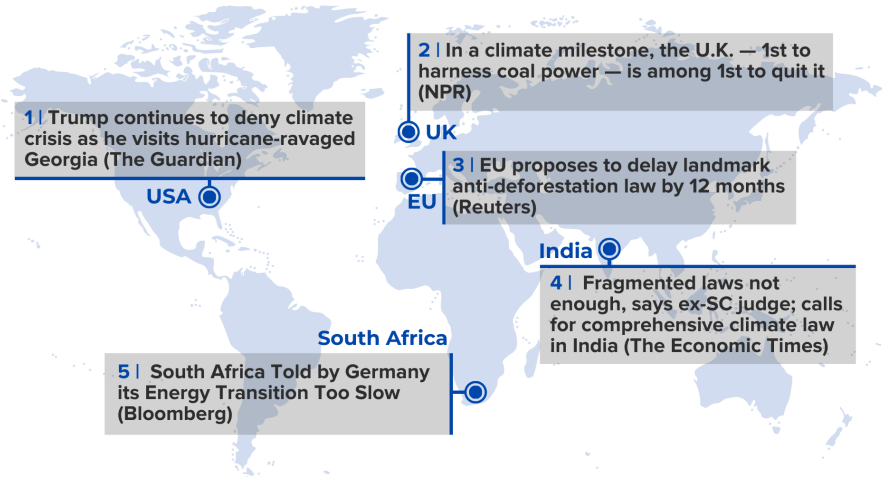 2 | In a climate milestone, the U.K. — 1st to
harness coal power — is among 1st to quit it
(NPR)
1 | Trump continues to deny climate
crisis as he visits hurricane-ravaged
Georgia (The Guardian)
UK
USA
3 | EU proposes to delay landmark
anti-deforestation law by 12 months
(Reuters)
EU
India
4 | Fragmented laws not
enough, says ex-SC judge; calls
for comprehensive climate law
in India (The Economic Times)
South Africa
5 | South Africa Told by Germany
its Energy Transition Too Slow
(Bloomberg)